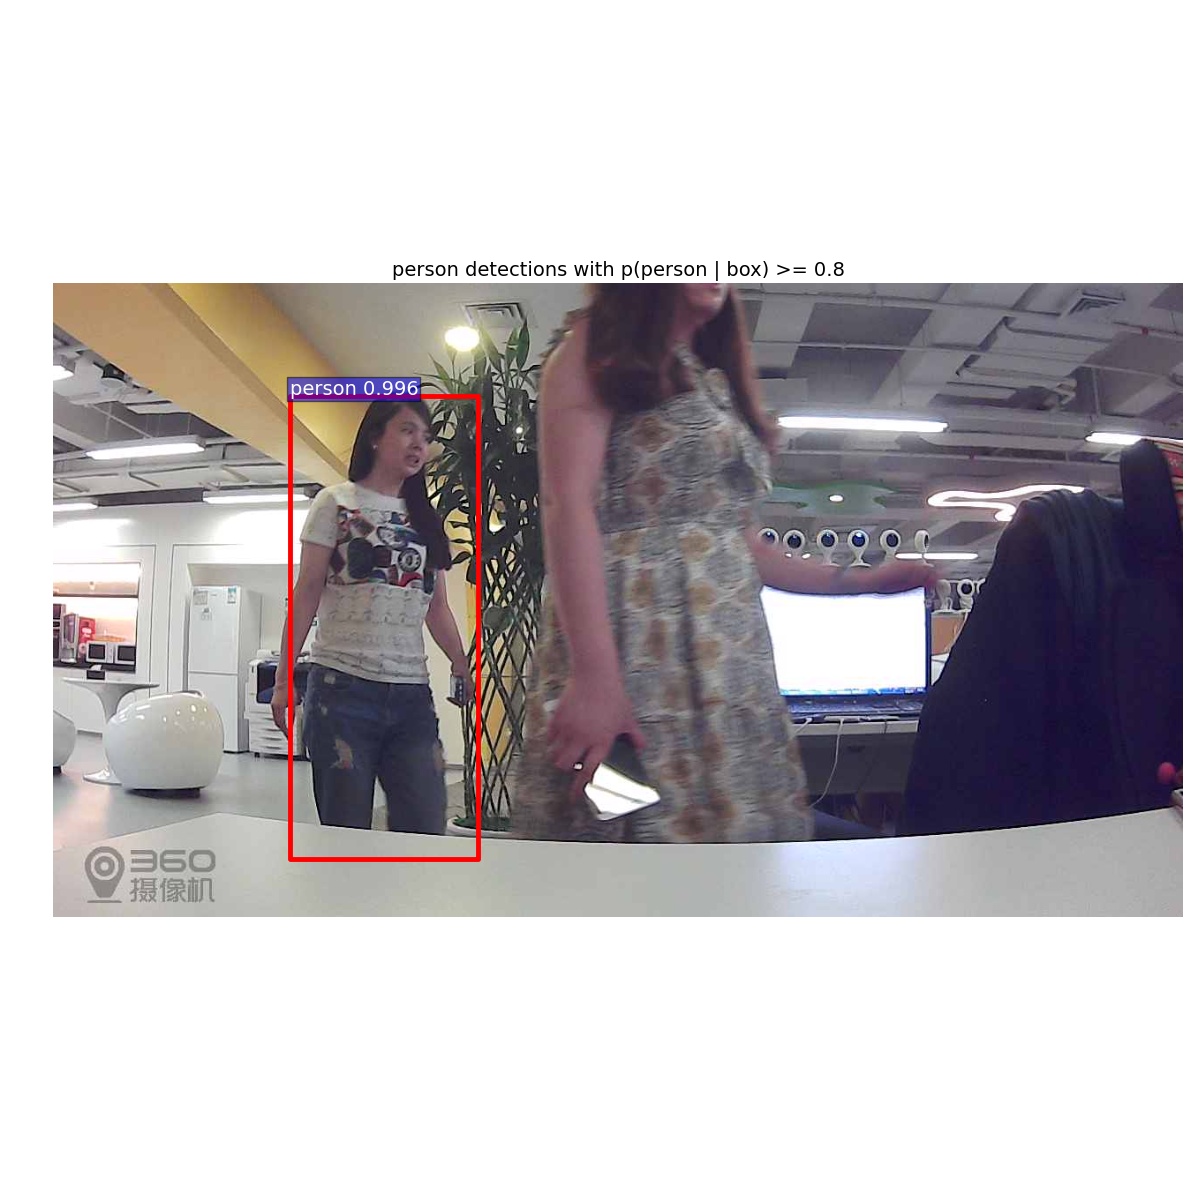 person detections with p(person | box) >= 0.8
person 0.996
360
摄像机